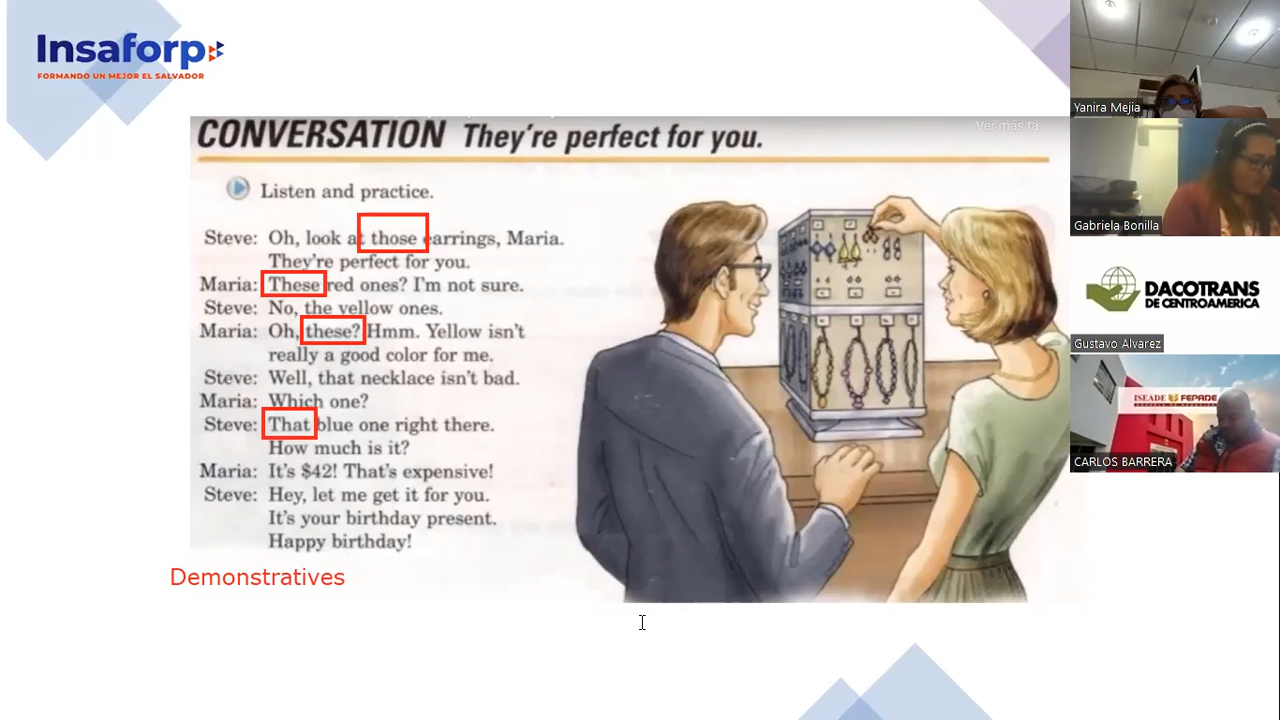 Insaforp
FORMANDO UN MEJOR EL SALVADOR
CONVERSATION They're perfect for you.
Ver más ta
Listen and practice.
Steve: Oh, look at those earrings, Maria.
They're perfect for you.
Maria: These red ones? I'm not sure.
Steve: No, the yellow ones.
Maria: Oh, these? Hmm. Yellow isn't
really a good color for me.
Steve: Well, that necklace isn't bad.
Maria: Which one?
Steve: That blue one right there.
How much is it?
Maria: It's $42! That's expensive!
Steve: Hey, let me get it for you.
It's your birthday present.
Happy birthday!
Demonstratives
Yanira Mejia
Gabriela Bonilla
DACOTRANS
DE CENTROAMERICA
Gustavo Alvarez
ISEADE FEPADE
CARLOS BARRERA